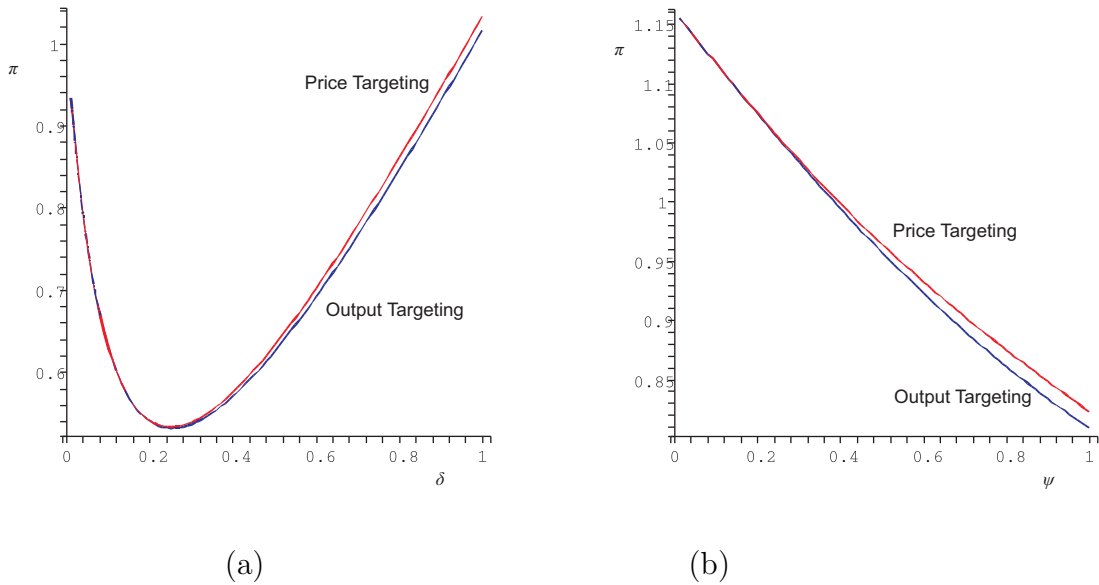 π
1
0.9
0.8
0.7
0.6
0 0.2 0.4 0.6 0.8 1
δ
Price Targeting
Output Targeting
(a)
π
1.15
1.1
1.05
1
0.95
0.9
0.85
0 0.2 0.4 0.6 0.8 1
ψ
Price Targeting
Output Targeting
(b)